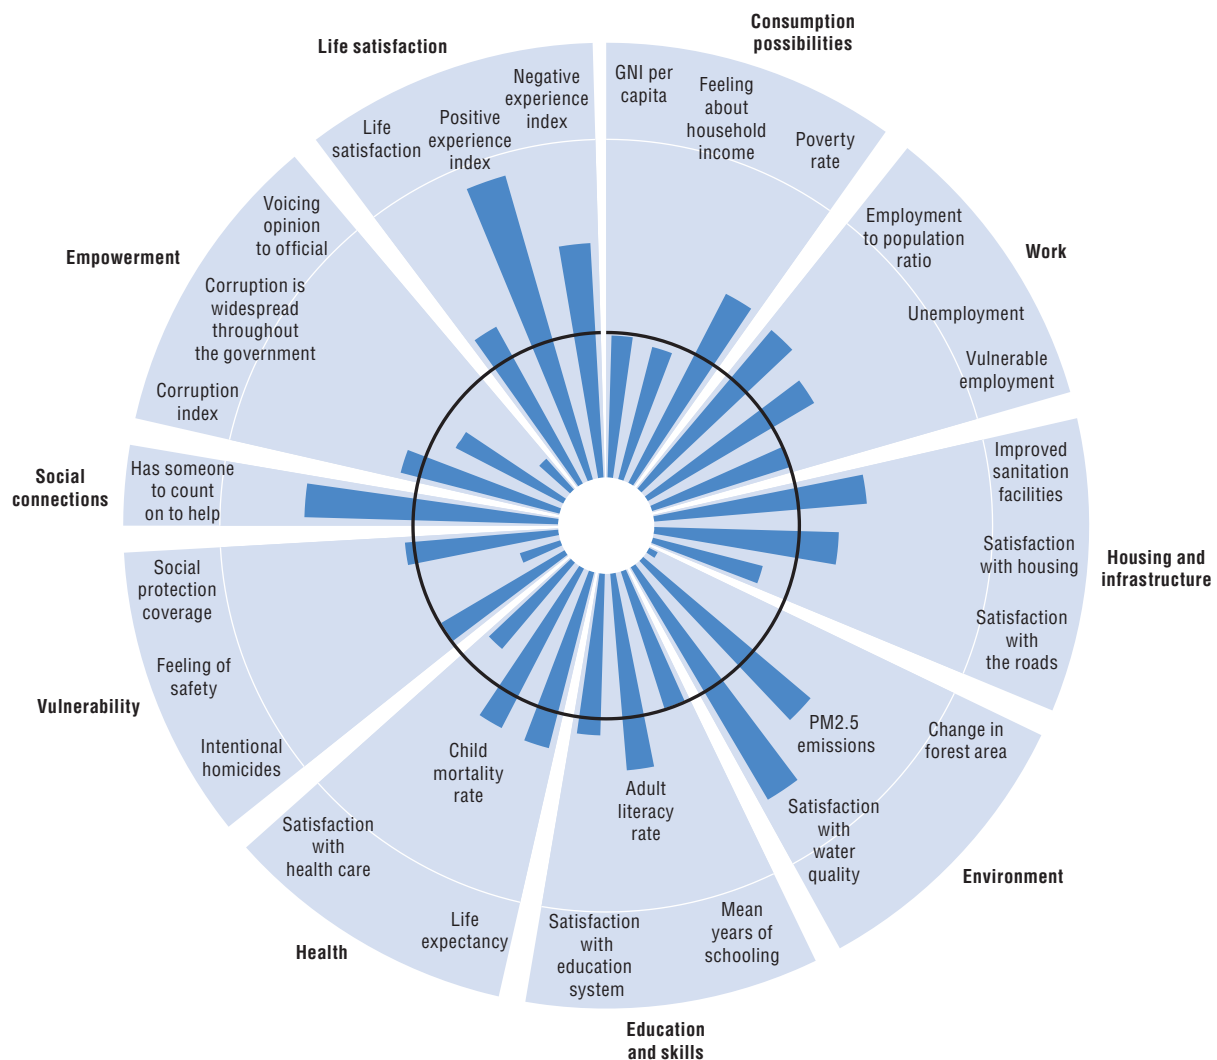 Consumption
possibilities
GNI per
capita
Feeling
about
household
income
Poverty
rate
Work
Employment
to population
ratio
Unemployment
Vulnerable
employment
Housing and
infrastructure
Improved
sanitation
facilities
Satisfaction
with housing
Satisfaction
with
the roads
Environment
Change in
forest area
PM2.5
emissions
Satisfaction
with
water
quality
Education
and skills
Mean
years of
schooling
Adult
literacy
rate
Satisfaction
with
education
system
Health
Life
expectancy
Child
mortality
rate
Satisfaction
with
health care
Vulnerability
Intentional
homicides
Feeling of
safety
Social
protection
coverage
Social
connections
Has someone
to count
on to help
Empowerment
Corruption
index
Corruption is
widespread
throughout
the government
Voicing
opinion
to official
Life satisfaction
Life
satisfaction
Positive
experience
index
Negative
experience
index